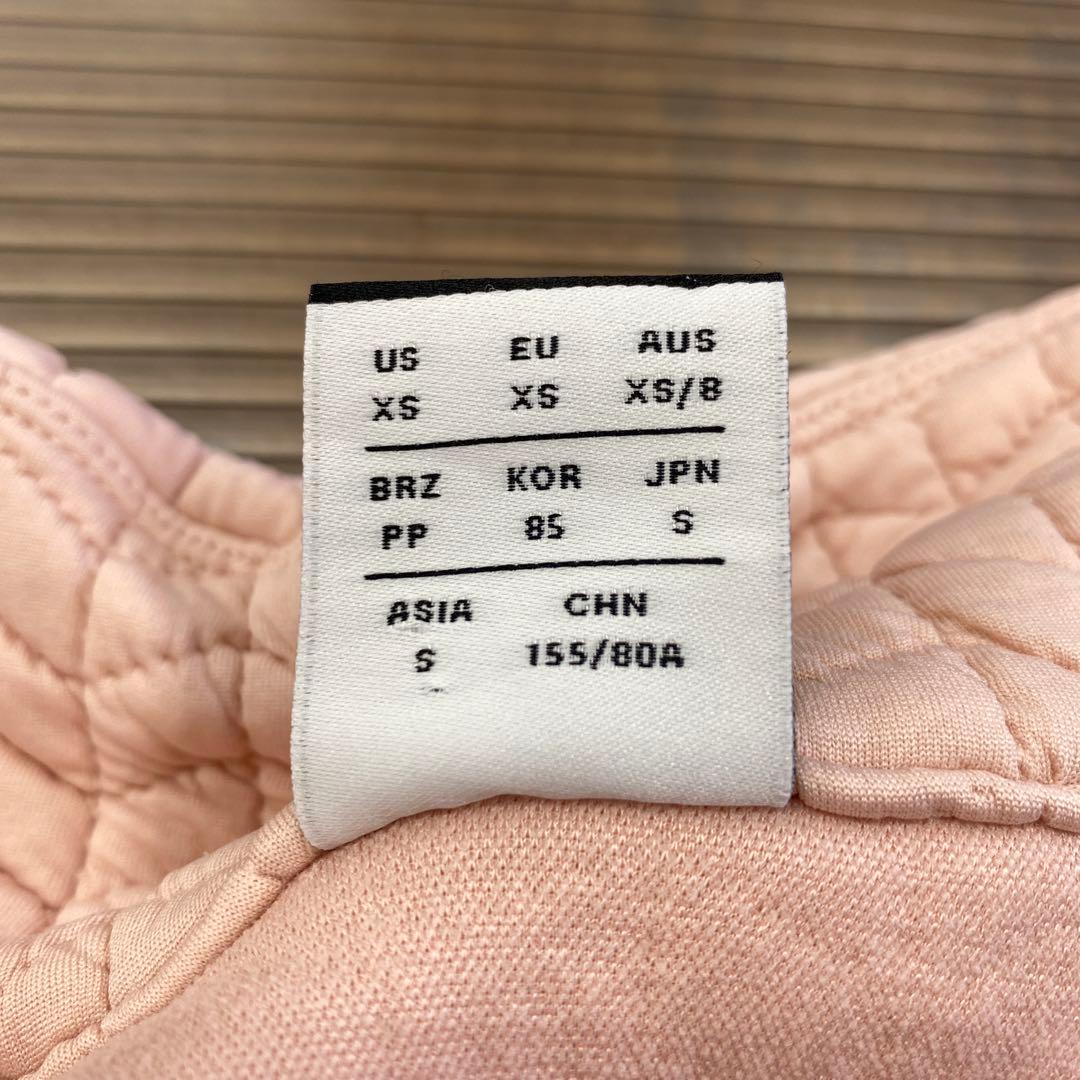 US EU AUS
XS XS XS/8
BRZ KOR JPN
PP 85 S
ASIA CHN
S 155/80A